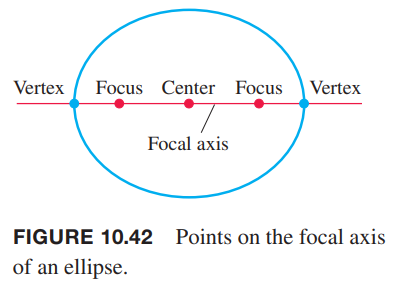 Vertex Focus Center Focus Vertex
Focal axis
FIGURE 10.42 Points on the focal axis
of an ellipse.